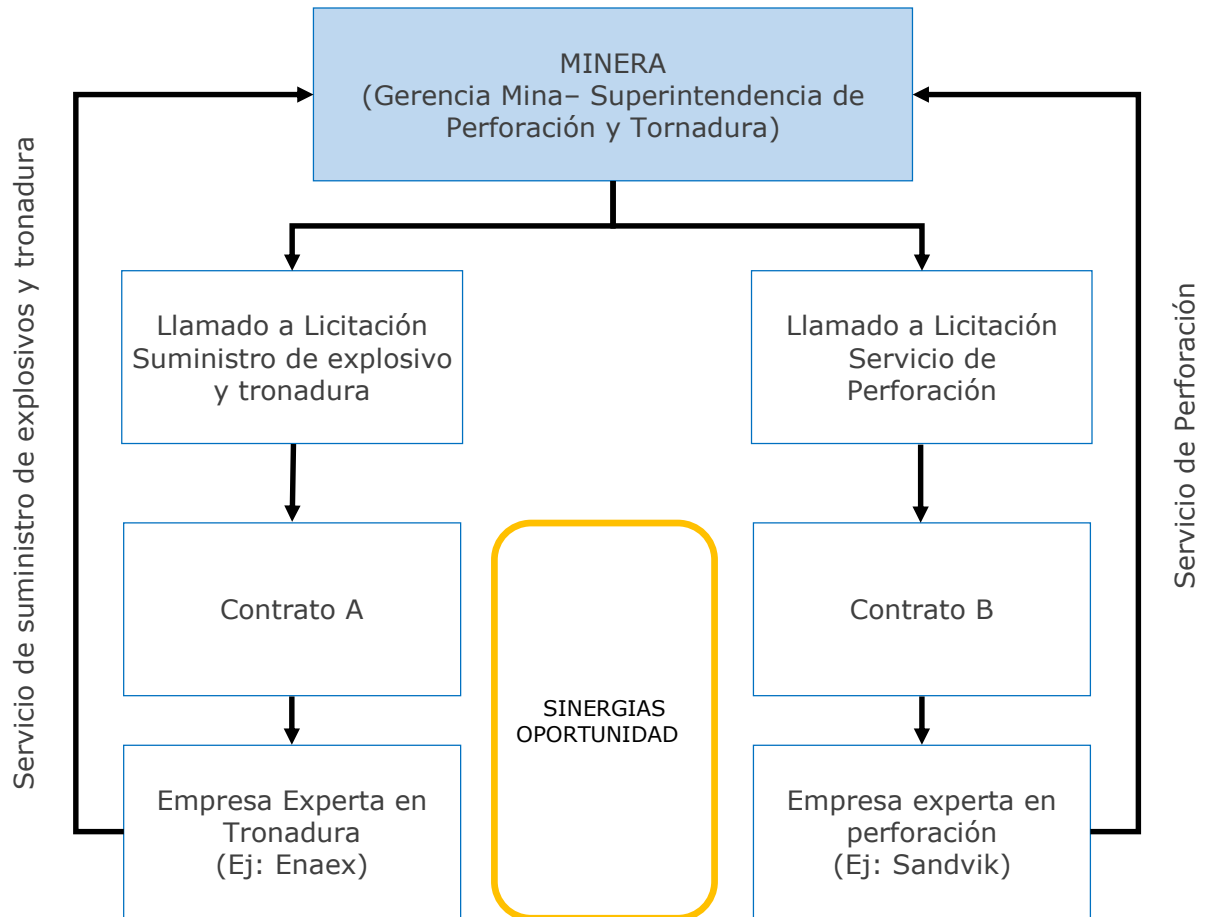 MINERA
(Gerencia Mina– Superintendencia de
Perforación y Tornadura)
Servicio de suministro de explosivos y tronadura
Llamado a Licitación
Suministro de explosivo
y tronadura
Llamado a Licitación
Servicio de
Perforación
Servicio de Perforación
Contrato A
Contrato B
SINERGIAS
OPORTUNIDAD
Empresa Experta en
Tronadura
(Ej: Enaex)
Empresa experta en
perforación
(Ej: Sandvik)